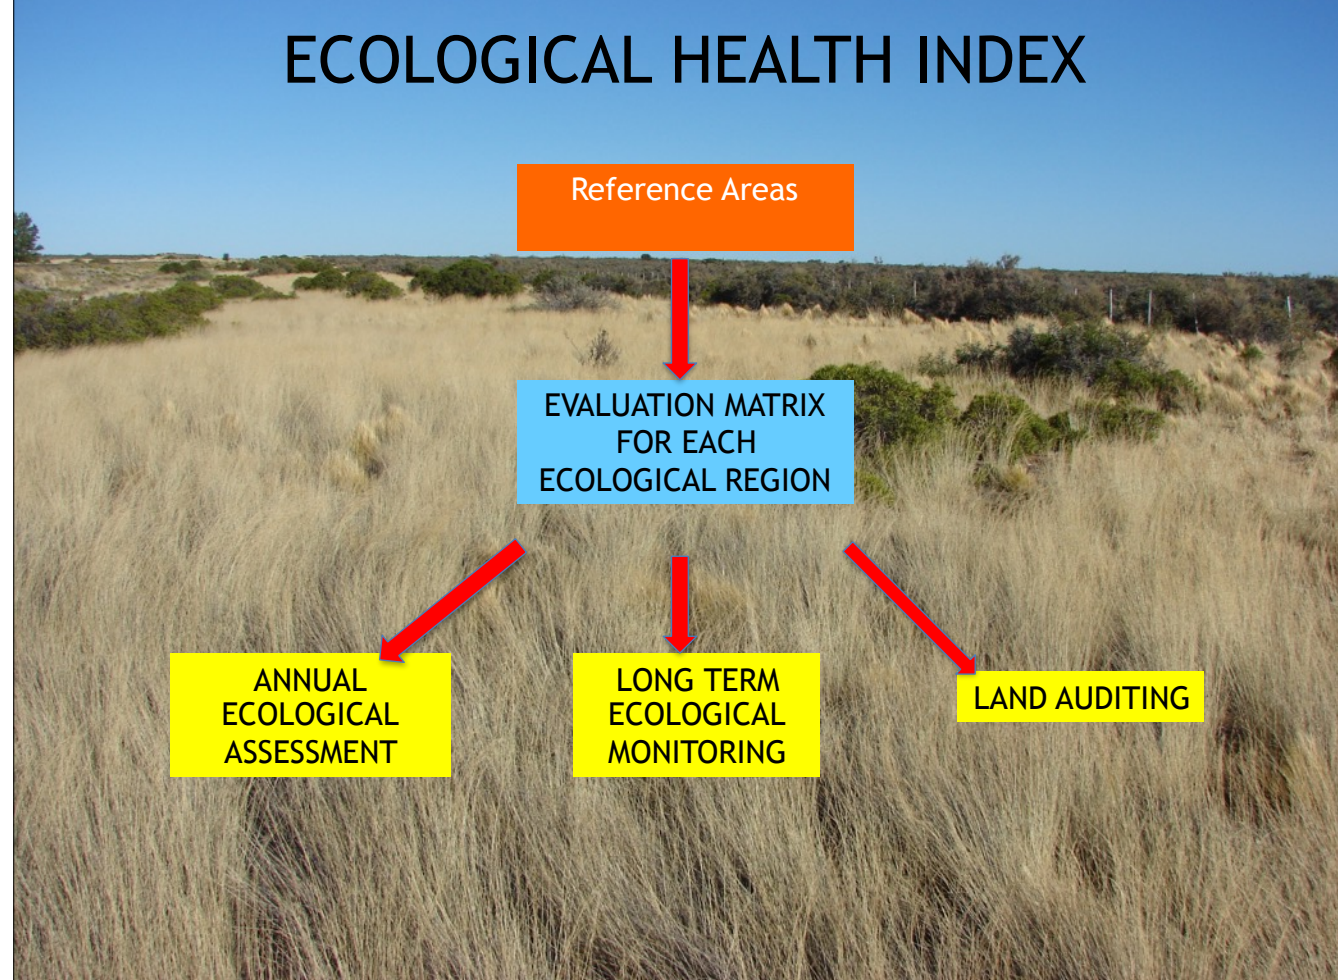 ECOLOGICAL HEALTH INDEX
Reference Areas
EVALUATION MATRIX
FOR EACH
ECOLOGICAL REGION
ANNUAL
ECOLOGICAL
ASSESSMENT
LONG TERM
ECOLOGICAL
MONITORING
LAND AUDITING